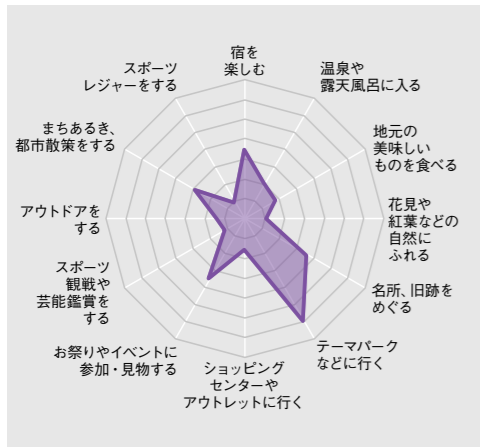 宿を
楽しむ
温泉や
露天風呂に入る
地元の
美味しい
ものを食べる
花見や
紅葉などの
自然に
ふれる
名所、旧跡を
めぐる
テーマパーク
などに行く
ショッピング
センターや
アウトレットに行く
お祭りやイベントに
参加・見物する
スポーツ
観戦や
芸能鑑賞を
する
アウトドアを
する
まちあるき、
都市散策をする
スポーツ
レジャーをする